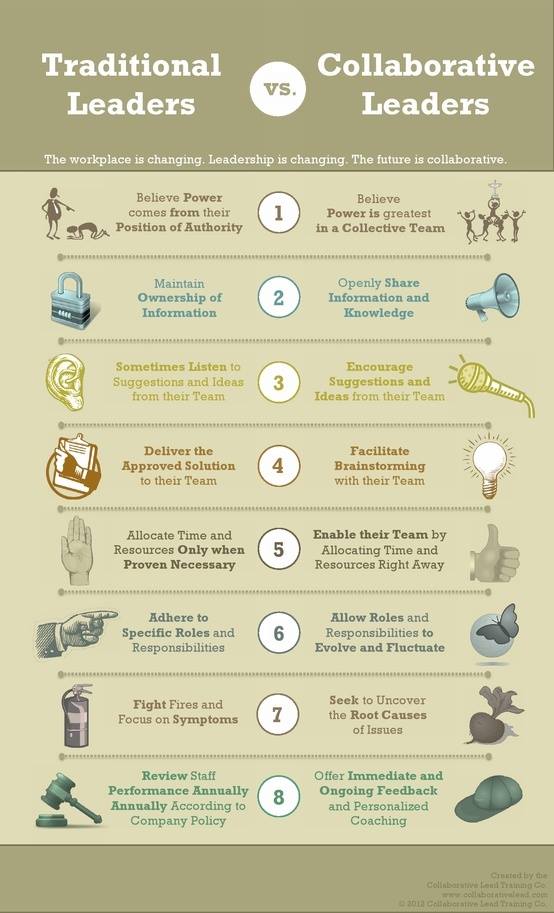 Traditional
Leaders
vs.
Collaborative
Leaders
The workplace is changing. Leadership is changing. The future is collaborative.
Believe Power
comes from their
Position of Authority
1
Believe
Power is greatest
in a Collective Team
Maintain
Ownership of
Information
2
Openly Share
Information and
Knowledge
Sometimes Listen to
Suggestions and Ideas
from their Team
3
Encourage
Suggestions and
Ideas from their Team
Deliver the
Approved Solution
to their Team
4
Facilitate
Brainstorming
with their Team
Allocate Time and
Resources Only when
Proven Necessary
5
Enable their Team by
Allocating Time and
Resources Right Away
Adhere to
Specific Roles and
Responsibilities
6
Allow Roles and
Responsibilities to
Evolve and Fluctuate
Fight Fires and
Focus on Symptoms
7
Seek to Uncover
the Root Causes
of Issues
Review Staff
Performance Annually
Annually According to
Company Policy
8
Offer Immediate and
Ongoing Feedback
and Personalized
Coaching
Created by the
Collaborative Lead Training Co.
www.collaborativelead.com
© 2012 Collaborative Lead Training Co.